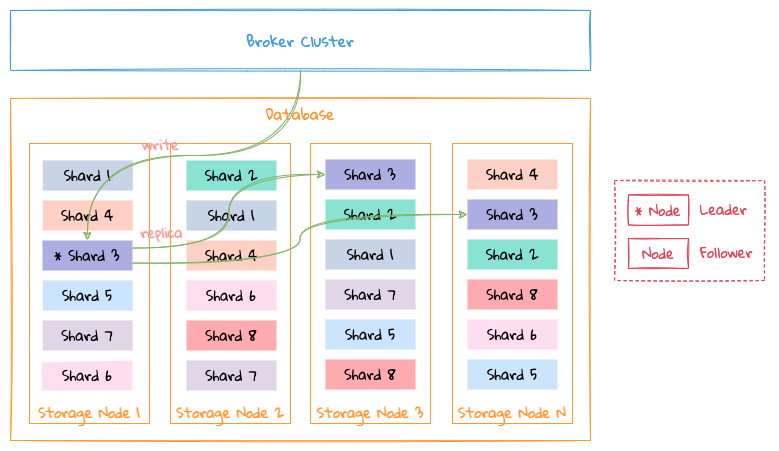 Broker Cluster
Database
write
replica
Shard 1
Shard 4
* Shard 3
Shard 5
Shard 7
Shard 6
Storage Node 1
Shard 2
Shard 1
Shard 4
Shard 6
Shard 8
Shard 7
Storage Node 2
Shard 3
Shard 2
Shard 1
Shard 7
Shard 5
Shard 8
Storage Node 3
Shard 4
Shard 3
Shard 2
Shard 8
Shard 6
Shard 5
Storage Node N
* Node Leader
Node Follower